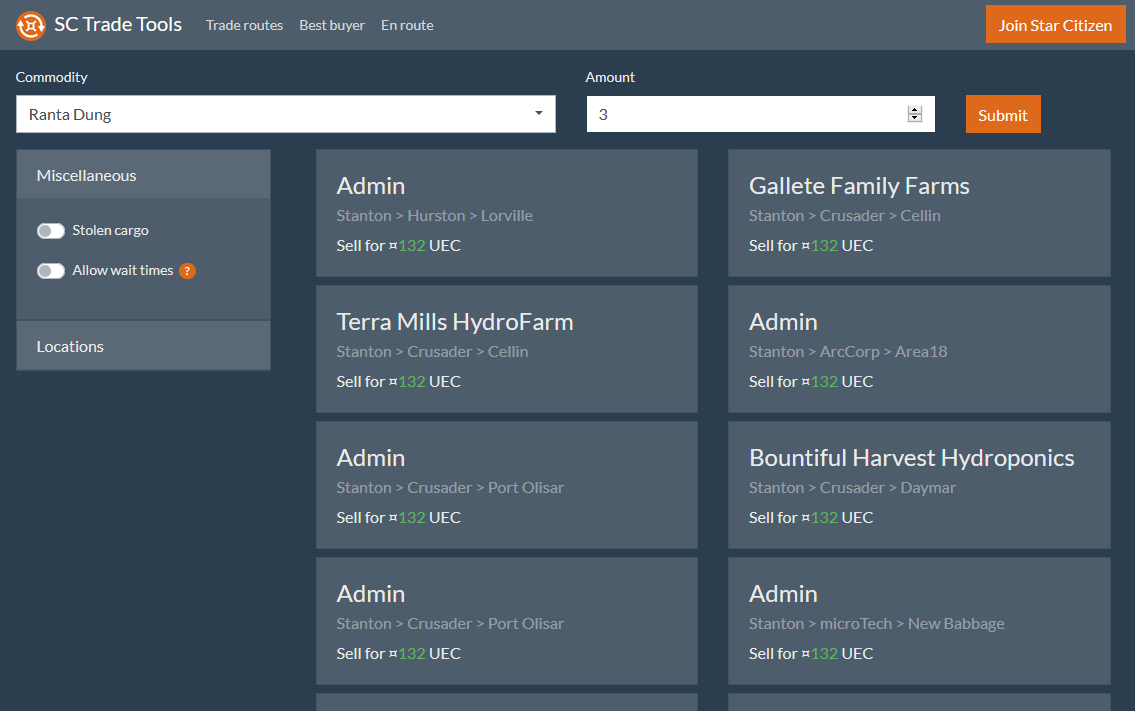 SC Trade Tools
Trade routes
Best buyer
En route
Join Star Citizen
Commodity
Amount
Ranta Dung
3
Submit
Miscellaneous
Stolen cargo
Allow wait times ?
Locations
Admin
Stanton > Hurston > Lorville
Sell for ¤132 UEC
Gallete Family Farms
Stanton > Crusader > Cellin
Sell for ¤132 UEC
Terra Mills HydroFarm
Stanton > Crusader > Cellin
Sell for ¤132 UEC
Admin
Stanton > ArcCorp > Area18
Sell for ¤132 UEC
Admin
Stanton > Crusader > Port Olisar
Sell for ¤132 UEC
Bountiful Harvest Hydroponics
Stanton > Crusader > Daymar
Sell for ¤132 UEC
Admin
Stanton > Crusader > Port Olisar
Sell for ¤132 UEC
Admin
Stanton > microTech > New Babbage
Sell for ¤132 UEC